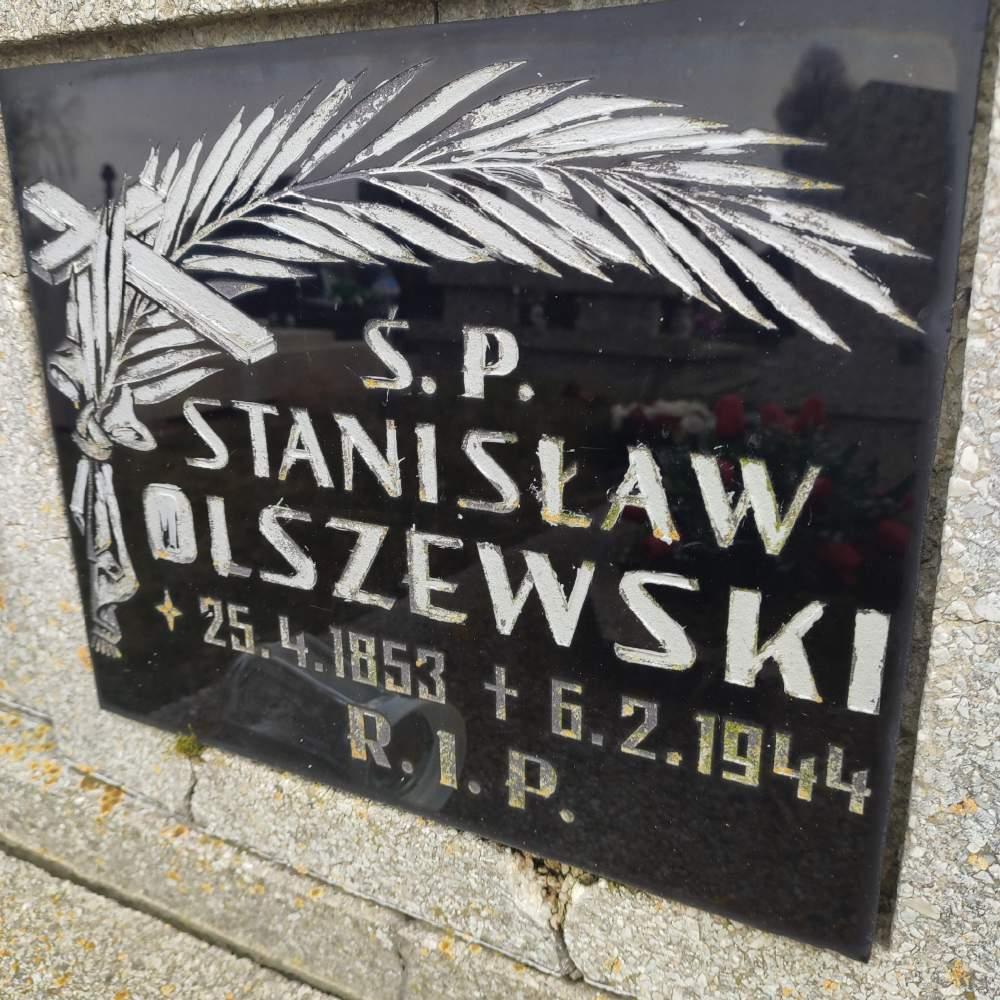 Ś. P.
STANISŁAW
OLSZEWSKI
25.4.1853 † 6.2.1944
R. I. P.